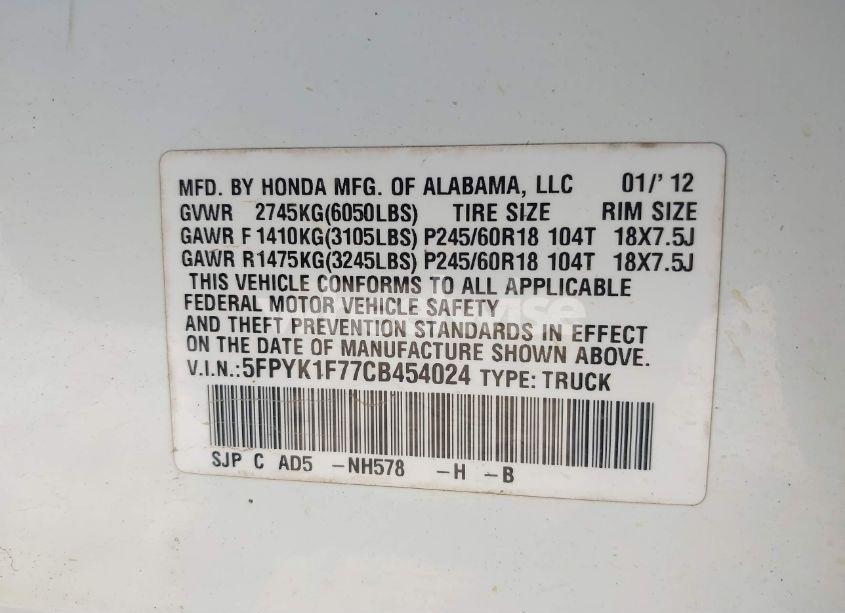 MFD. BY HONDA MFG. OF ALABAMA, LLC 01/' 12
GVWR 2745KG(6050LBS) TIRE SIZE RIM SIZE
GAWR F 1410KG(3105LBS) P245/60R18 104T 18X7.5J
GAWR R1475KG(3245LBS) P245/60R18 104T 18X7.5J
THIS VEHICLE CONFORMS TO ALL APPLICABLE
FEDERAL MOTOR VEHICLE SAFETY
AND THEFT PREVENTION STANDARDS IN EFFECT
ON THE DATE OF MANUFACTURE SHOWN ABOVE.
V.I.N.:5FPYK1F77CB454024 TYPE: TRUCK
SJP C AD5 -NH578 -H -B